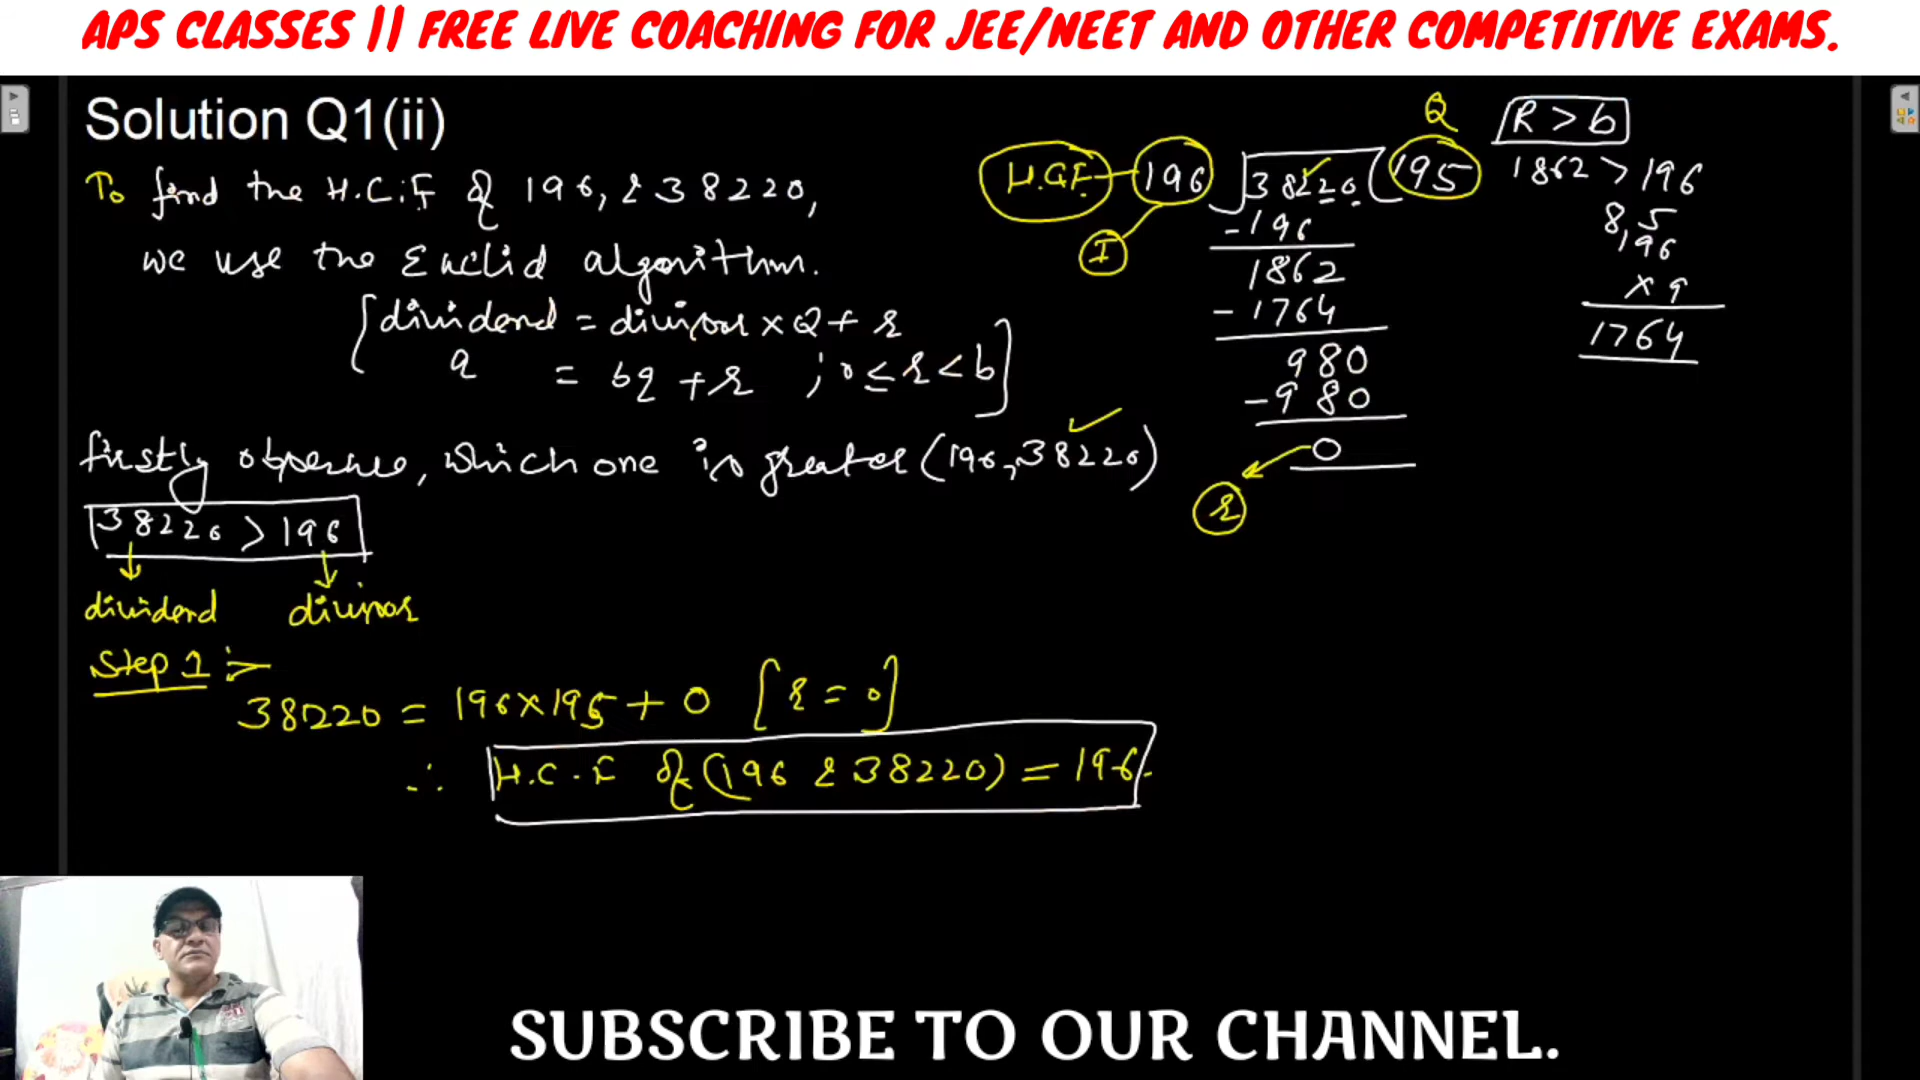 APS CLASSES || FREE LIVE COACHING FOR JEE/NEET AND OTHER COMPETITIVE EXAMS.
Solution Q1(ii)
To find the H.C.F of 196, & 38220,
we use the Euclid algorithm.
[dividend = divisor × Q + r
a = bq + r ; 0 ≤ r < b]
firstly observe, which one is greater (196, 38220)
38220 > 196
dividend divisor
Step 1 :-
38220 = 196×195 + 0 [r = 0]
∴ H.C.F of (196 & 38220) = 196.
Q
H.C.F. 196 38220 195
I
-196
1862
-1764
980
-980
0
r
R > b
1862 > 196
8,5
196
×9
1764
SUBSCRIBE TO OUR CHANNEL.